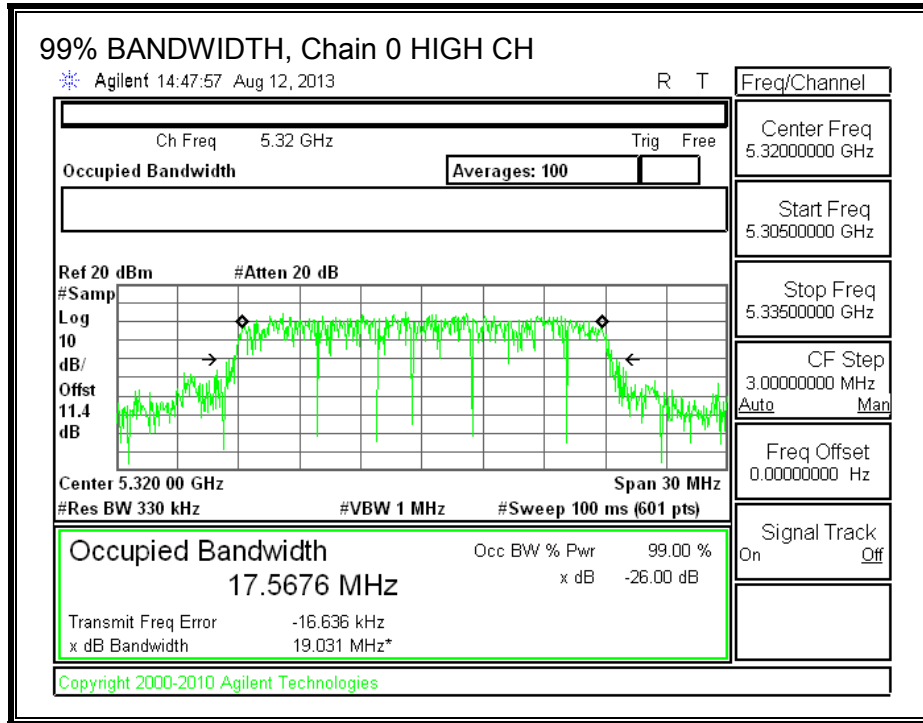 99% BANDWIDTH, Chain 0 HIGH CH
Agilent 14:47:57 Aug 12, 2013 R T
Freq/Channel
Ch Freq 5.32 GHz Trig Free
Occupied Bandwidth Averages: 100
Center Freq
5.32000000 GHz
Start Freq
5.30500000 GHz
Stop Freq
5.33500000 GHz
CF Step
3.00000000 MHz
Auto Man
Freq Offset
0.00000000 Hz
Signal Track
On Off
Ref 20 dBm #Atten 20 dB
#Samp
Log
10
dB/
Offst
11.4
dB
Center 5.320 00 GHz Span 30 MHz
#Res BW 330 kHz #VBW 1 MHz #Sweep 100 ms (601 pts)
Occupied Bandwidth Occ BW % Pwr 99.00 %
17.5676 MHz x dB -26.00 dB
Transmit Freq Error -16.636 kHz
x dB Bandwidth 19.031 MHz*
Copyright 2000-2010 Agilent Technologies